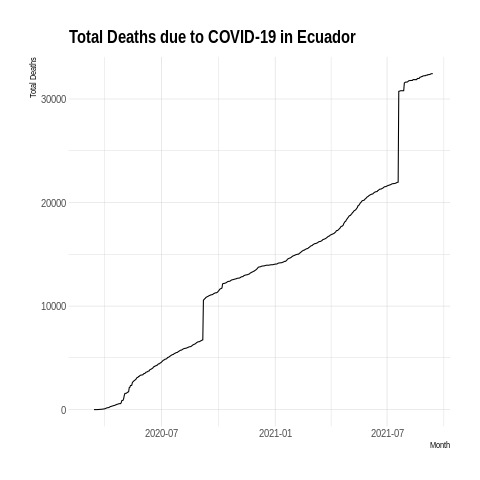 Total Deaths due to COVID-19 in Ecuador
Total Deaths
30000
20000
10000
0
2020-07 2021-01 2021-07
Month